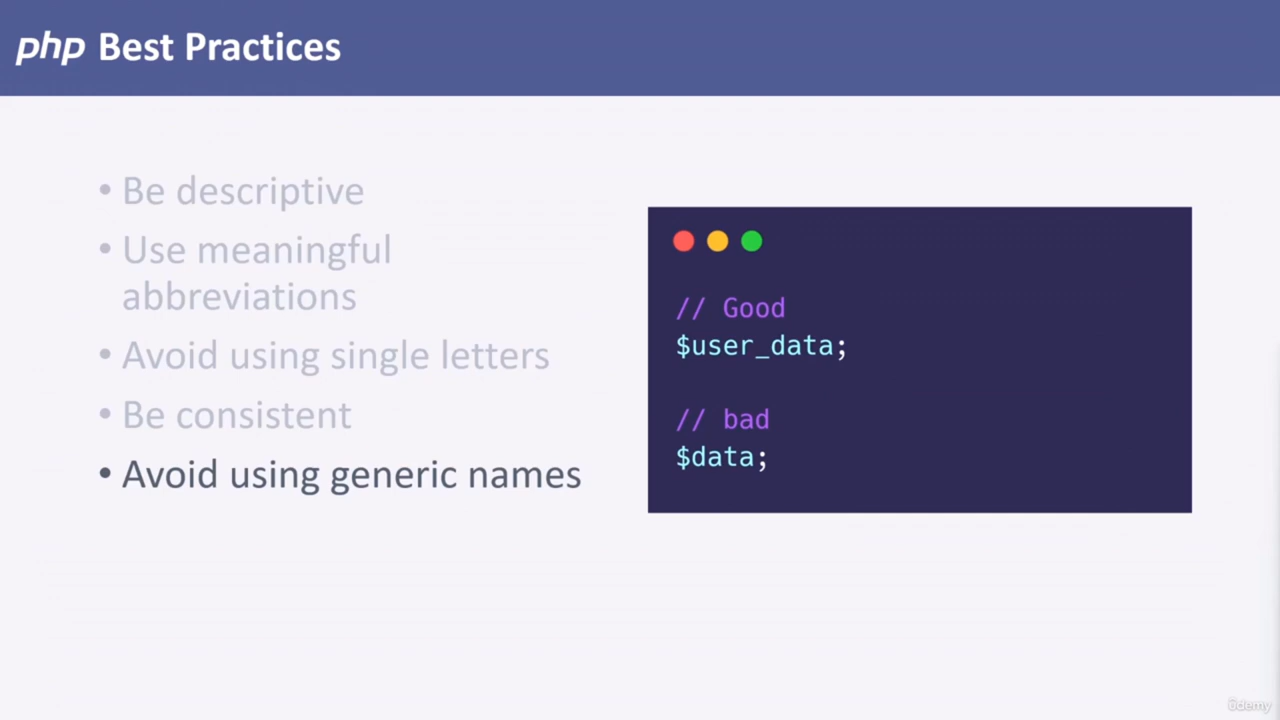 php Best Practices
• Be descriptive
• Use meaningful
abbreviations
• Avoid using single letters
• Be consistent
• Avoid using generic names
// Good
$user_data;
// bad
$data;
ûdemy